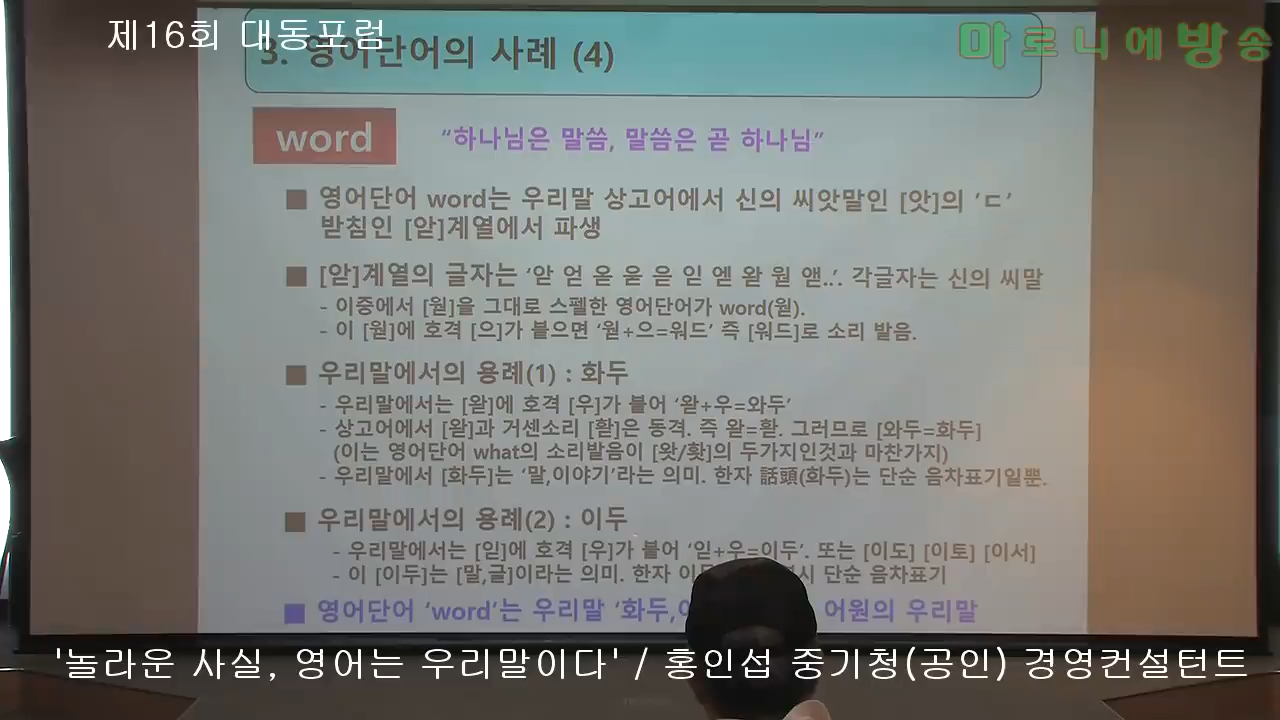 제16회 대동포럼
마로니에방송
3. 영어단어의 사례 (4)
word
“하나님은 말씀, 말씀은 곧 하나님”
■ 영어단어 word는 우리말 상고어에서 신의 씨앗말인 [앗]의 ‘ㄷ’
받침인 [앋]계열에서 파생
■ [앋]계열의 글자는 ‘앋 얻 옫 욷 은 읻 엗 왇 웓 앧..’. 각글자는 신의 씨말
- 이중에서 [웓]을 그대로 스펠한 영어단어가 word(웓).
- 이 [웓]에 호격 [으]가 붙으면 ‘웓+으=워드’ 즉 [워드]로 소리 발음.
■ 우리말에서의 용례(1) : 화두
- 우리말에서는 [왇]에 호격 [우]가 붙어 ‘왇+우=와두’
- 상고어에서 [왇]과 거센소리 [홛]은 동격. 즉 왇=홛. 그러므로 [와두=화두]
(이는 영어단어 what의 소리발음이 [왓/홧]의 두가지인것과 마찬가지)
- 우리말에서 [화두]는 ‘말,이야기’라는 의미. 한자 話頭(화두)는 단순 음차표기일뿐.
■ 우리말에서의 용례(2) : 이두
- 우리말에서는 [읻]에 호격 [우]가 붙어 ‘읻+우=이두’. 또는 [이도] [이토] [이서]
- 이 [이두]는 [말,글]이라는 의미. 한자 이두 단순 음차표기
■ 영어단어 ‘word’는 우리말 ‘화두, 어원의 우리말
'놀라운 사실, 영어는 우리말이다' / 홍인섭 중기청(공인) 경영컨설턴트